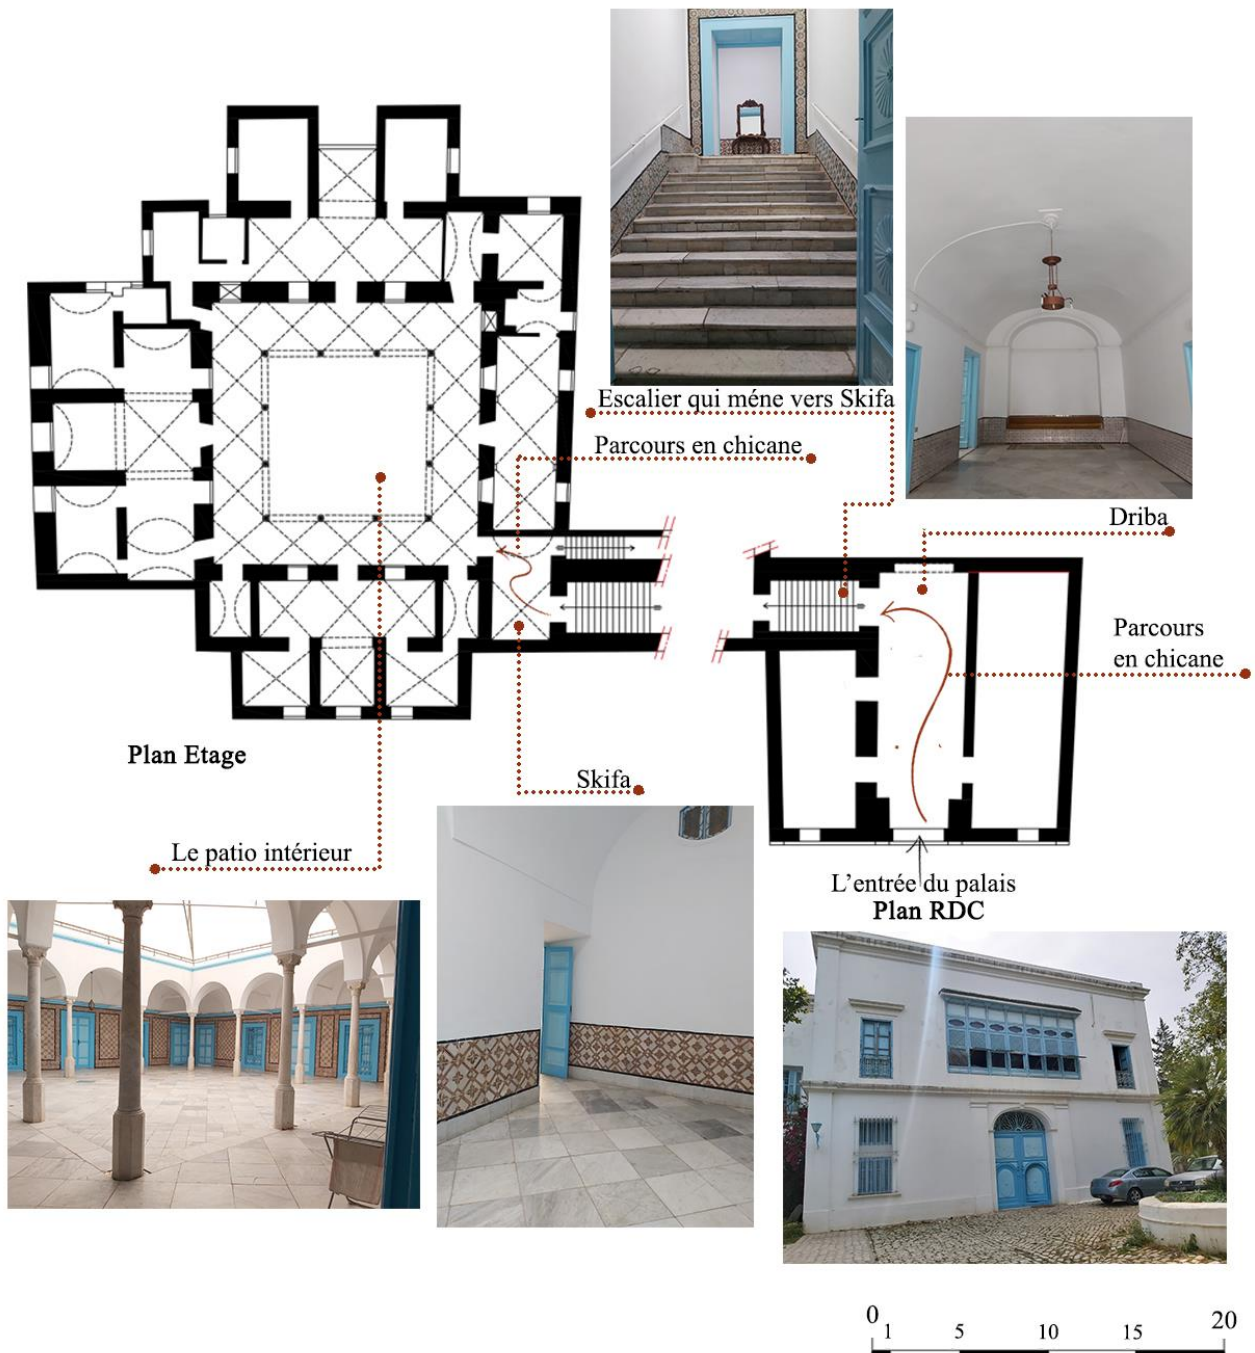 Escalier qui méne vers Skifa
Parcours en chicane
Driba
Parcours
en chicane
Plan Etage
Skifa
Le patio intérieur
L'entrée du palais
Plan RDC
0 1 5 10 15 20